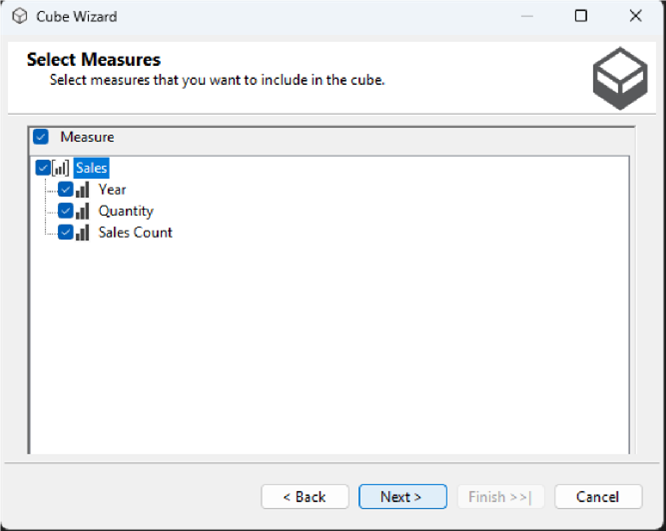 Cube Wizard
Select Measures
Select measures that you want to include in the cube.
Measure
Sales
Year
Quantity
Sales Count
< Back Next > Finish >>| Cancel